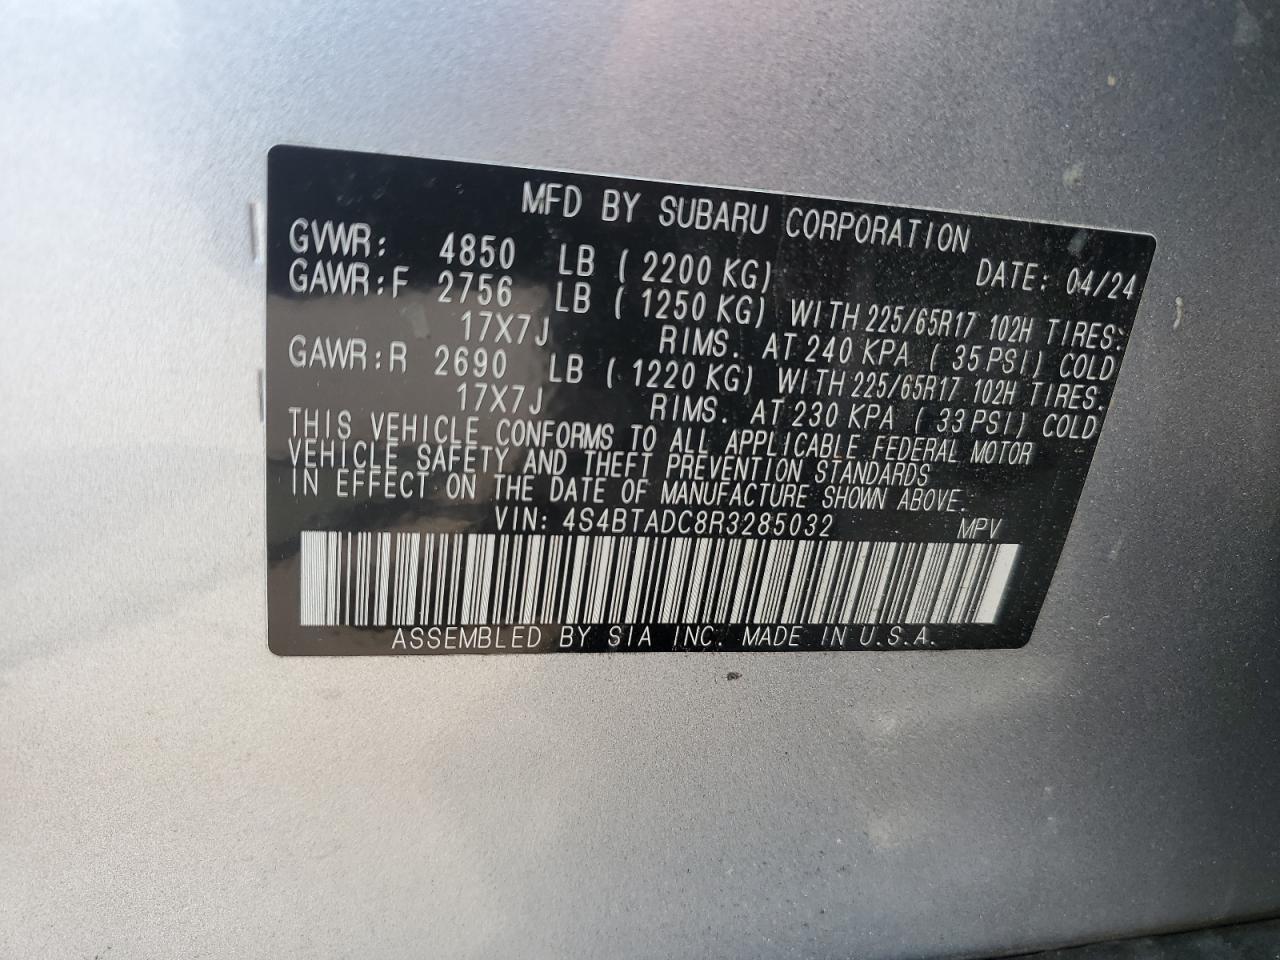 MFD BY SUBARU CORPORATION
GVWR: 4850 LB ( 2200 KG) DATE: 04/24
GAWR:F 2756 LB ( 1250 KG) WITH 225/65R17 102H TIRES.
17X7J RIMS. AT 240 KPA ( 35 PSI) COLD
GAWR:R 2690 LB ( 1220 KG) WITH 225/65R17 102H TIRES.
17X7J RIMS. AT 230 KPA ( 33 PSI) COLD
THIS VEHICLE CONFORMS TO ALL APPLICABLE FEDERAL MOTOR
VEHICLE SAFETY AND THEFT PREVENTION STANDARDS
IN EFFECT ON THE DATE OF MANUFACTURE SHOWN ABOVE.
VIN: 4S4BTADC8R3285032 MPV
ASSEMBLED BY SIA INC. MADE IN U.S.A.